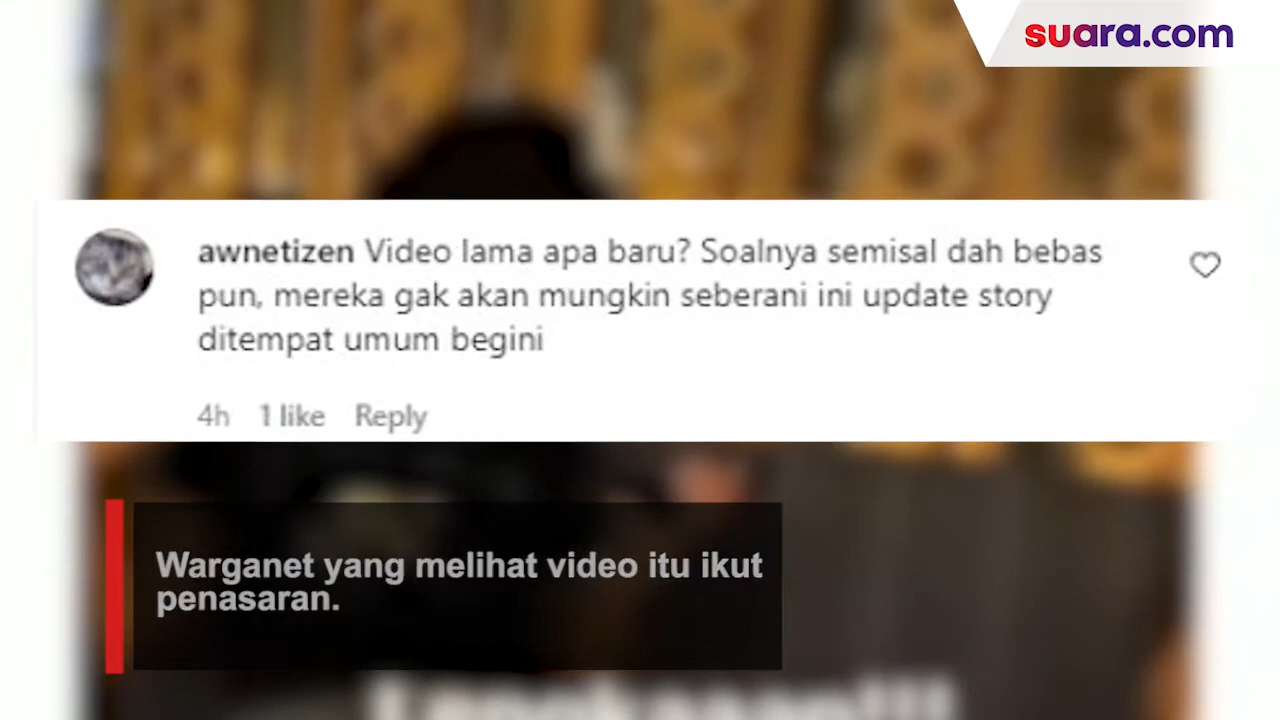 suara.com
awnetizen Video lama apa baru? Soalnya semisal dah bebas
pun, mereka gak akan mungkin seberani ini update story
ditempat umum begini
4h 1 like Reply
Warganet yang melihat video itu ikut
penasaran.